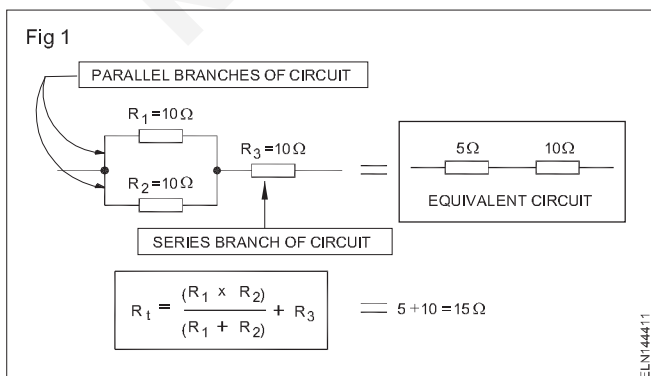 Fig 1
PARALLEL BRANCHES OF CIRCUIT
R1 =10Ω
R2 =10Ω
R3 =10Ω
=
5Ω 10Ω
EQUIVALENT CIRCUIT
SERIES BRANCH OF CIRCUIT
Rt = (R1 x R2) / (R1 + R2) + R3 = 5 +10 = 15Ω
ELN144411